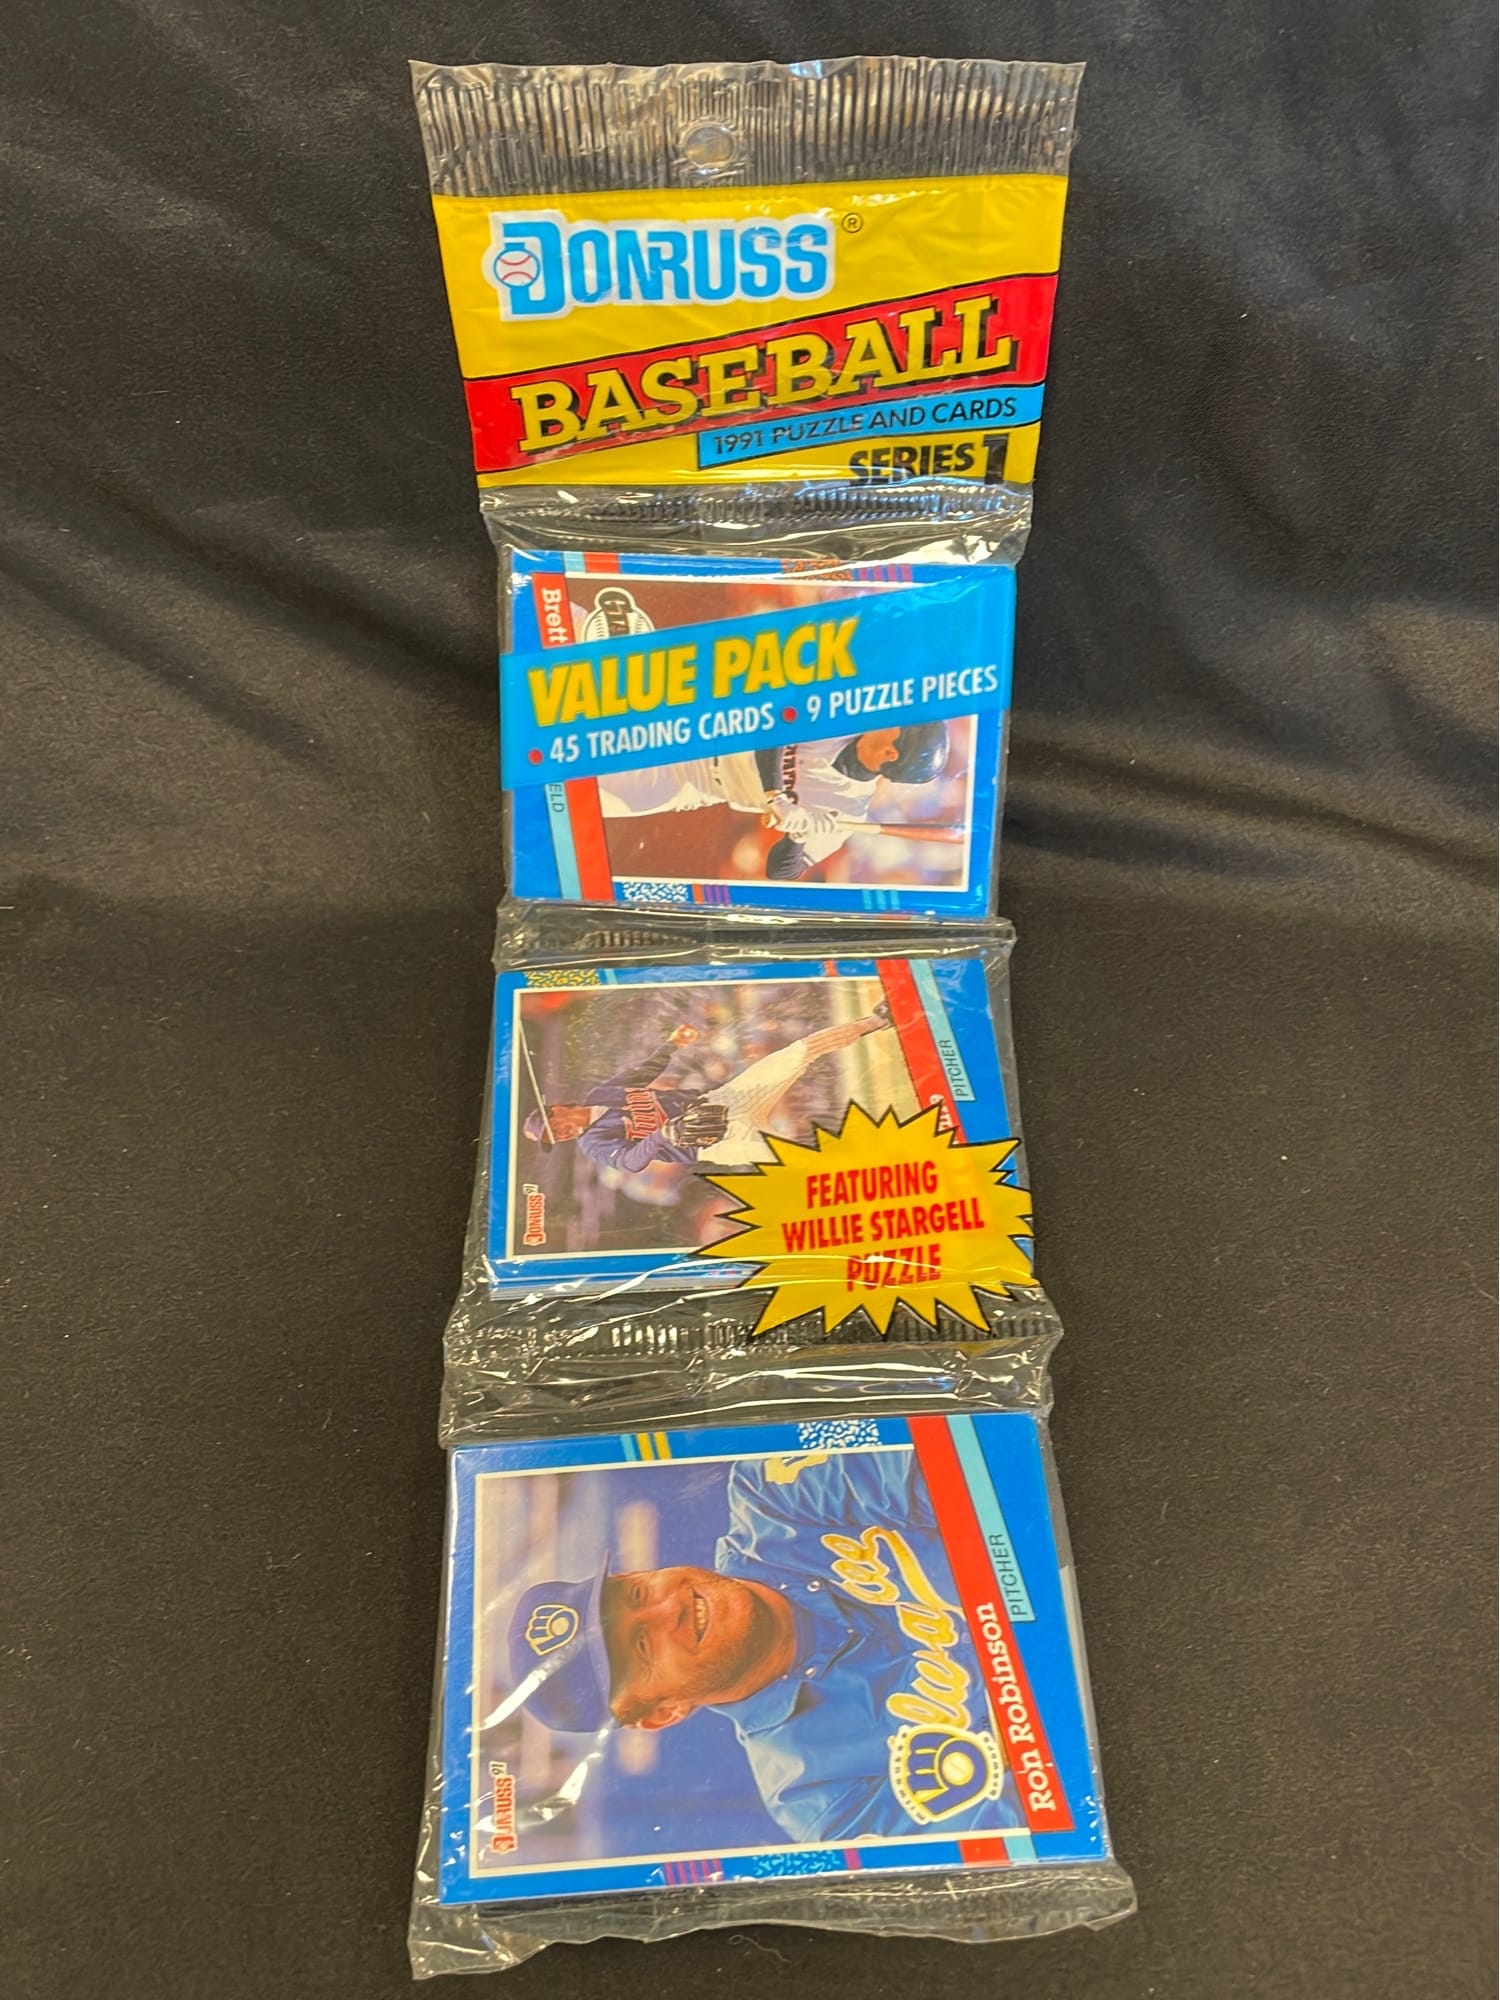 DONRUSS ®
BASEBALL
1991 PUZZLE AND CARDS
SERIES 1
Brett
VALUE PACK
• 45 TRADING CARDS • 9 PUZZLE PIECES
PITCHER
Twins
DONRUSS 91
FEATURING
WILLIE STARGELL
PUZZLE
PITCHER
Ron Robinson
DONRUSS 91